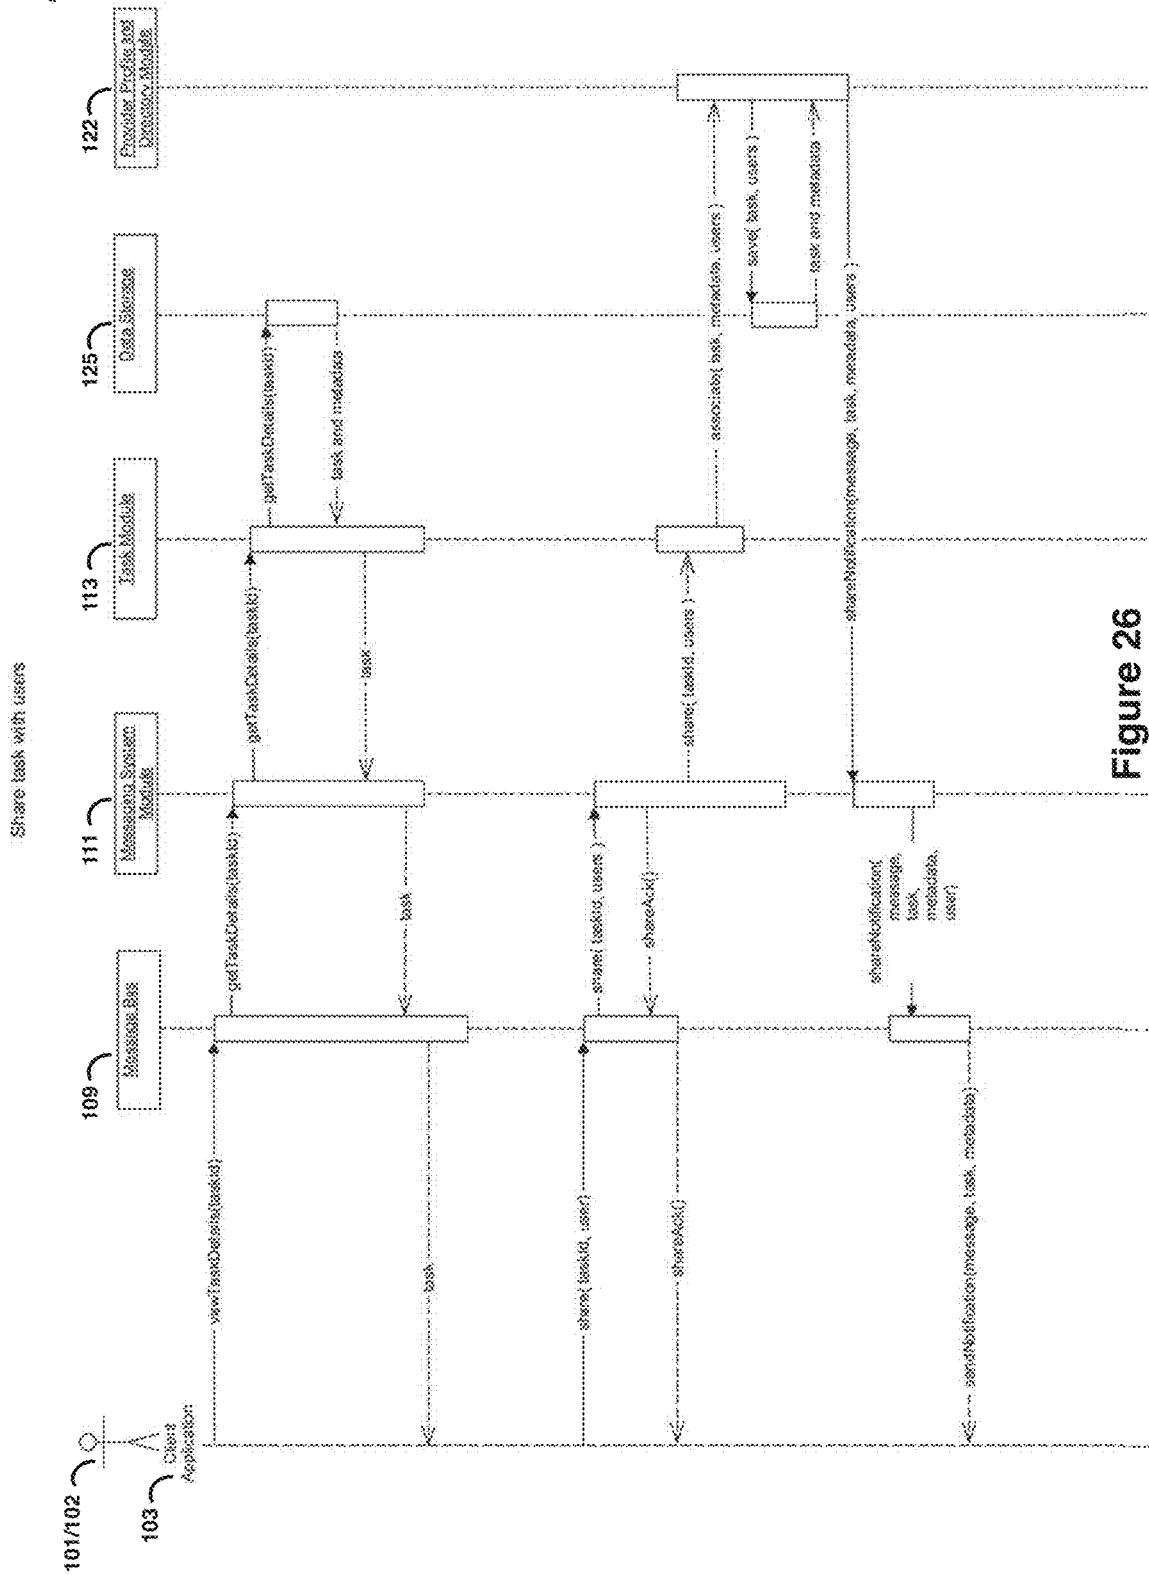 Share task with users
101/102
103
Client
Application
109
Message Bus
111
Messaging System
Module
113
Task Module
125
Data Storage
122
Provider Profile and
Directory Module
viewTaskDetails(taskId)
getTaskDetails(taskId)
getTaskDetails(taskId)
getTaskDetails(taskId)
task and metadata
task
task
task
share( taskId, user)
share( taskId, users )
shareAck()
shareAck()
share( taskId, users )
associate( task, metadata, users )
save( task, users )
task and metadata
shareNotification(message, task, metadata, users )
shareNotification(
message,
task,
metadata,
user)
sendNotification(message, task, metadata)
Figure 26